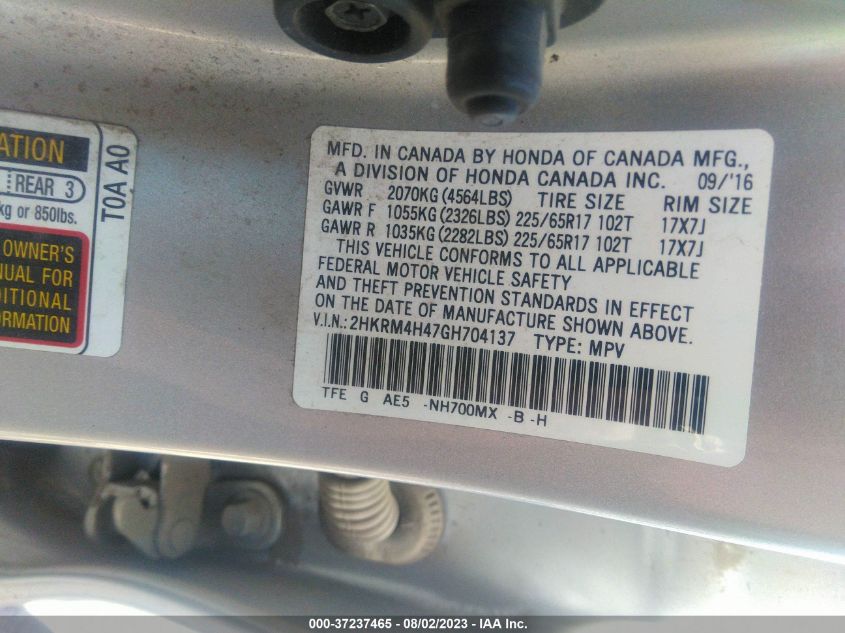 ATION
REAR 3
kg or 850lbs.
OWNER'S
NUAL FOR
DITIONAL
ORMATION
T0A A0
MFD. IN CANADA BY HONDA OF CANADA MFG.,
A DIVISION OF HONDA CANADA INC. 09/'16
GVWR 2070KG (4564LBS) TIRE SIZE RIM SIZE
GAWR F 1055KG (2326LBS) 225/65R17 102T 17X7J
GAWR R 1035KG (2282LBS) 225/65R17 102T 17X7J
THIS VEHICLE CONFORMS TO ALL APPLICABLE
FEDERAL MOTOR VEHICLE SAFETY
AND THEFT PREVENTION STANDARDS IN EFFECT
ON THE DATE OF MANUFACTURE SHOWN ABOVE.
V.I.N.: 2HKRM4H47GH704137 TYPE: MPV
TFE G AE5 -NH700MX -B -H
000-37237465 - 08/02/2023 - IAA Inc.